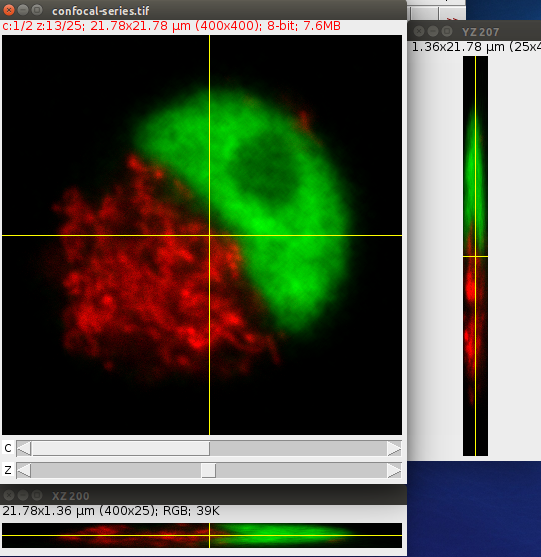 confocal-series.tif
c:1/2 z:13/25; 21.78x21.78 µm (400x400); 8-bit; 7.6MB
>>
YZ 207
1.36x21.78 µm (25x4
C
Z
XZ 200
21.78x1.36 µm (400x25); RGB; 39K